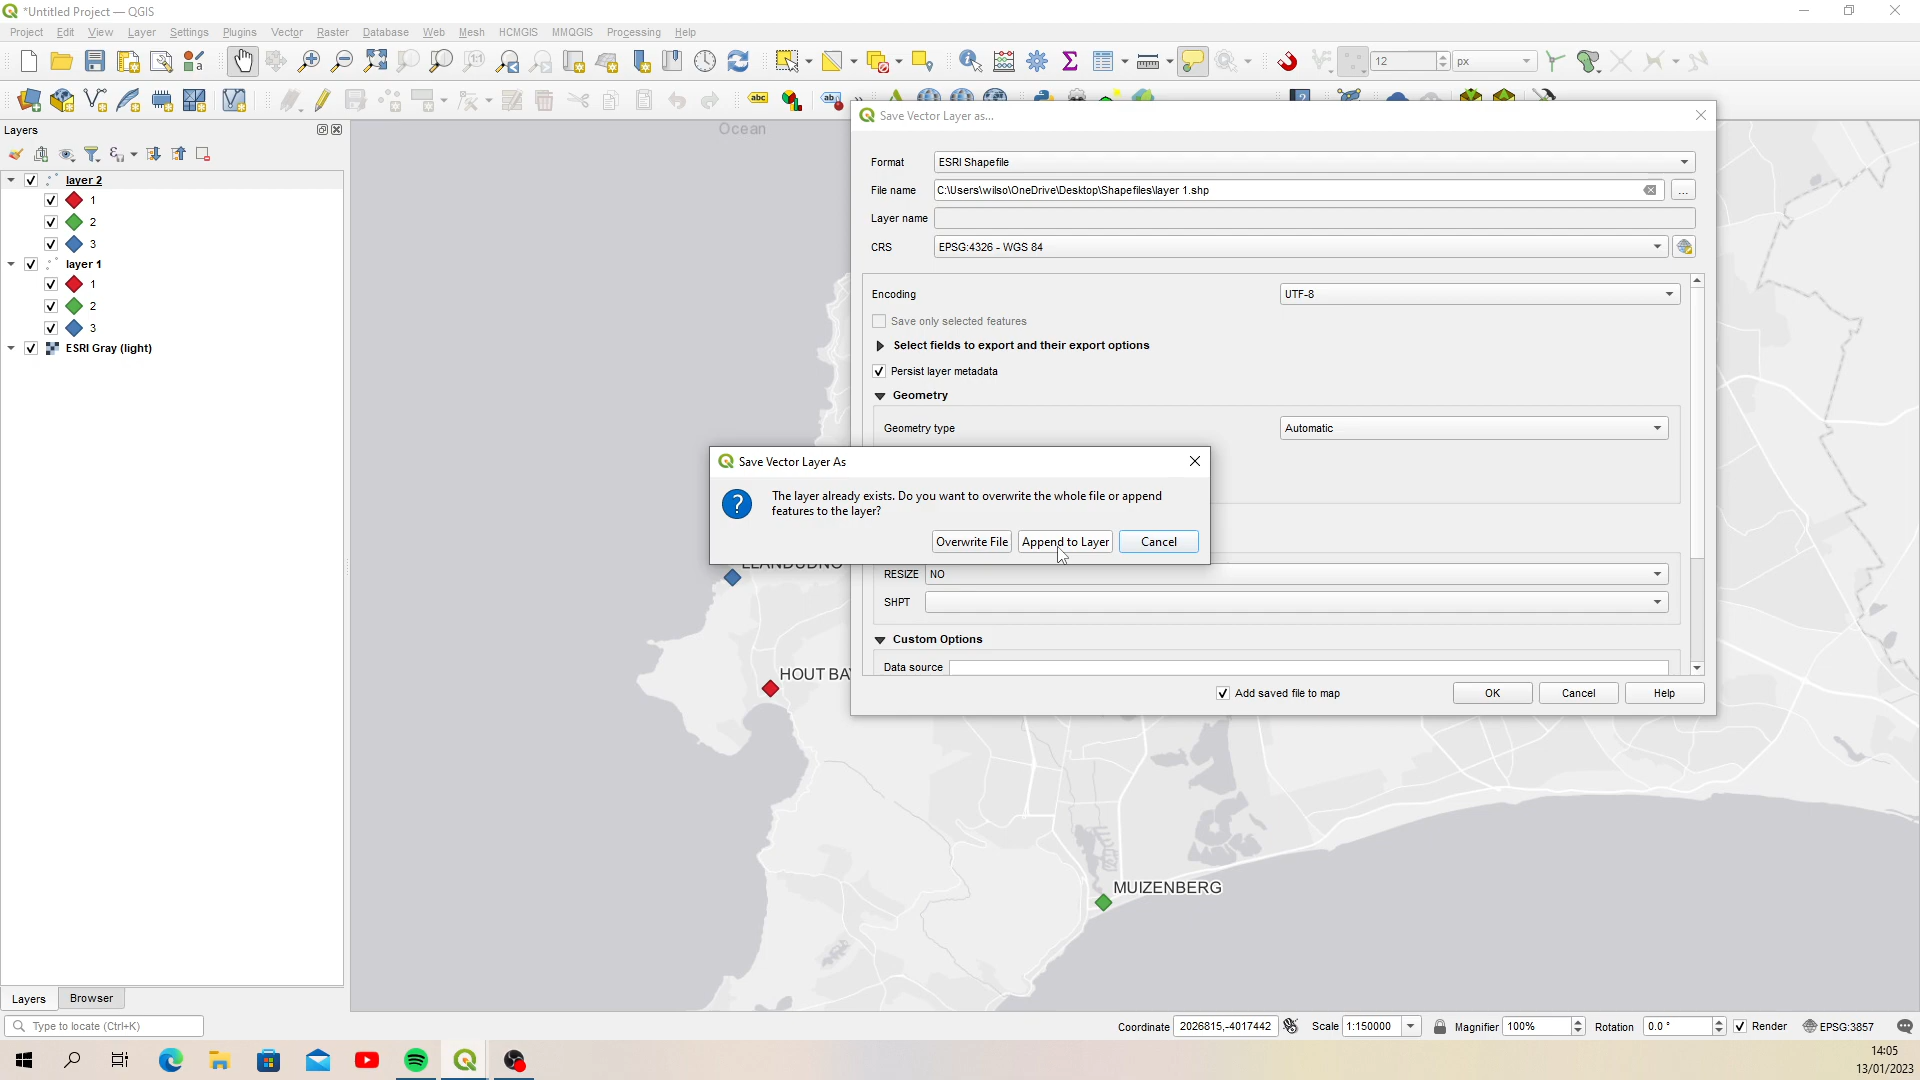 *Untitled Project — QGIS
Project Edit View Layer Settings Plugins Vector Raster Database Web Mesh HCMGIS MMQGIS Processing Help
12 px
abc abc
Layers
layer 2
1
2
3
layer 1
1
2
3
ESRI Gray (light)
Ocean
Save Vector Layer as...
Format ESRI Shapefile
File name C:\Users\wilso\OneDrive\Desktop\Shapefiles\layer 1.shp ...
Layer name
CRS EPSG:4326 - WGS 84
Encoding UTF-8
Save only selected features
Select fields to export and their export options
Persist layer metadata
Geometry
Geometry type Automatic
Save Vector Layer As
The layer already exists. Do you want to overwrite the whole file or append
features to the layer?
Overwrite File Append to Layer Cancel
LLANDUDNO
RESIZE NO
SHPT
Custom Options
Data source
Add saved file to map OK Cancel Help
HOUT BA
MUIZENBERG
Layers Browser
Type to locate (Ctrl+K) Coordinate 2026815,-4017442 Scale 1:150000 Magnifier 100% Rotation 0.0 ° Render EPSG:3857
14:05
13/01/2023